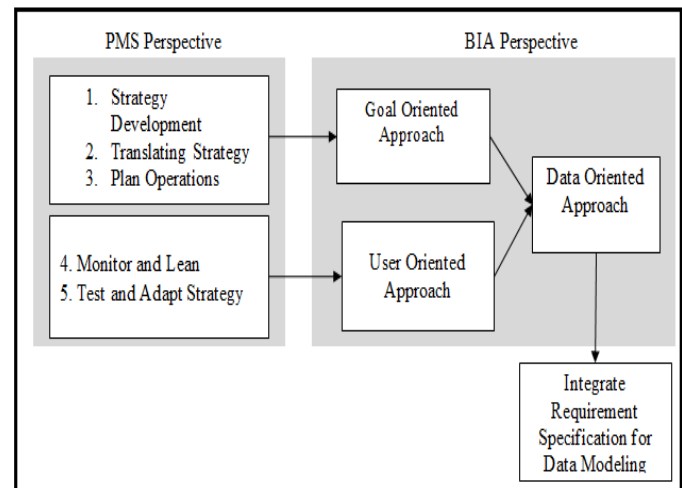 PMS Perspective
BIA Perspective
1. Strategy
Development
2. Translating Strategy
3. Plan Operations
4. Monitor and Lean
5. Test and Adapt Strategy
Goal Oriented
Approach
User Oriented
Approach
Data Oriented
Approach
Integrate
Requirement
Specification for
Data Modeling